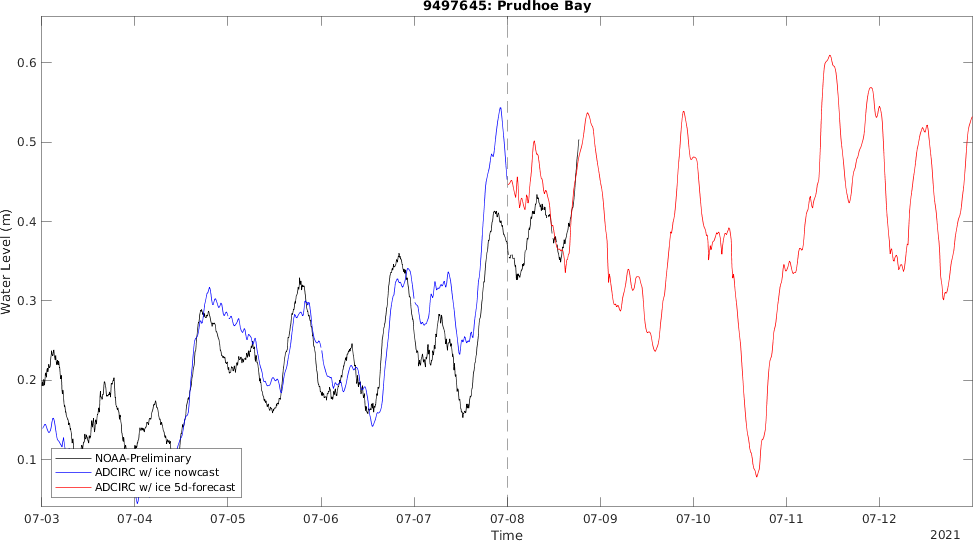 9497645: Prudhoe Bay
0.6
0.5
0.4
0.3
0.2
0.1
Water Level (m)
NOAA-Preliminary
ADCIRC w/ ice nowcast
ADCIRC w/ ice 5d-forecast
07-03 07-04 07-05 07-06 07-07 07-08 07-09 07-10 07-11 07-12
Time
2021